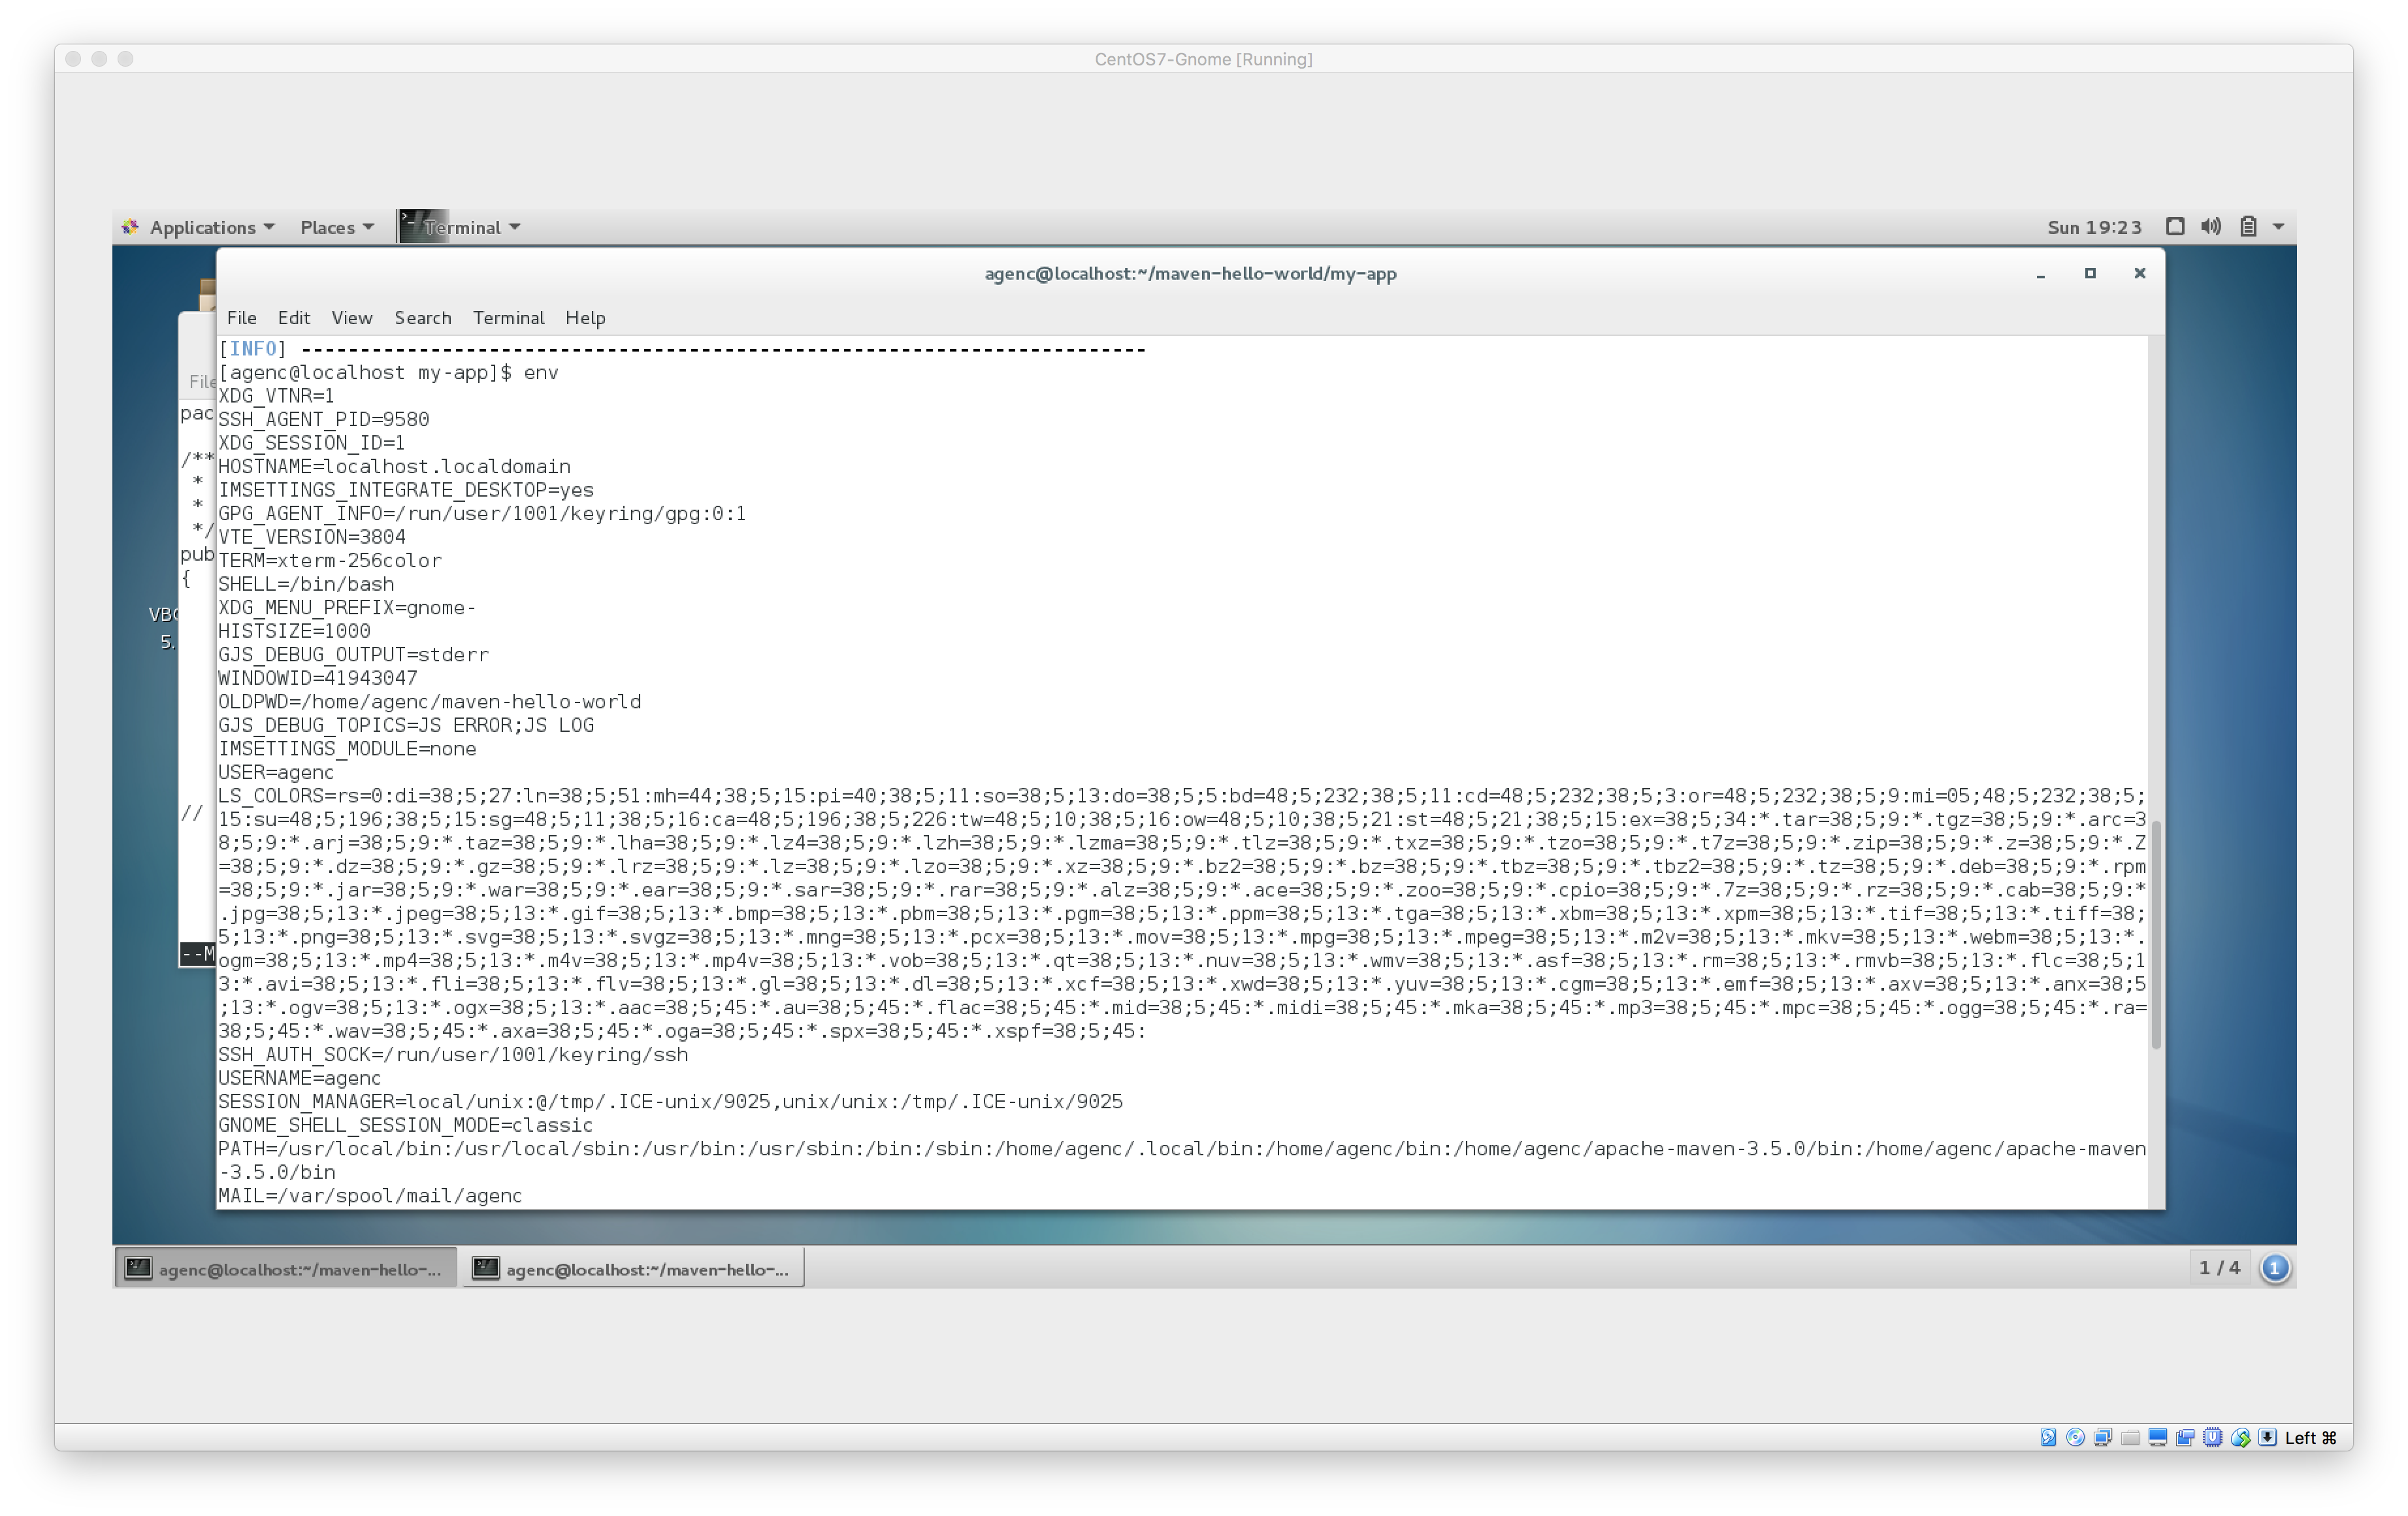 CentOS7-Gnome [Running]
Applications Places Terminal Sun 19:23
agenc@localhost:~/maven-hello-world/my-app
File Edit View Search Terminal Help
[INFO] ------------------------------------------------------------------------
[agenc@localhost my-app]$ env
XDG_VTNR=1
SSH_AGENT_PID=9580
XDG_SESSION_ID=1
HOSTNAME=localhost.localdomain
IMSETTINGS_INTEGRATE_DESKTOP=yes
GPG_AGENT_INFO=/run/user/1001/keyring/gpg:0:1
VTE_VERSION=3804
TERM=xterm-256color
SHELL=/bin/bash
XDG_MENU_PREFIX=gnome-
HISTSIZE=1000
GJS_DEBUG_OUTPUT=stderr
WINDOWID=41943047
OLDPWD=/home/agenc/maven-hello-world
GJS_DEBUG_TOPICS=JS ERROR;JS LOG
IMSETTINGS_MODULE=none
USER=agenc
LS_COLORS=rs=0:di=38;5;27:ln=38;5;51:mh=44;38;5;15:pi=40;38;5;11:so=38;5;13:do=38;5;5:bd=48;5;232;38;5;11:cd=48;5;232;38;5;3:or=48;5;232;38;5;9:mi=05;48;5;232;38;5;
15:su=48;5;196;38;5;15:sg=48;5;11;38;5;16:ca=48;5;196;38;5;226:tw=48;5;10;38;5;16:ow=48;5;10;38;5;21:st=48;5;21;38;5;15:ex=38;5;34:*.tar=38;5;9:*.tgz=38;5;9:*.arc=3
8;5;9:*.arj=38;5;9:*.taz=38;5;9:*.lha=38;5;9:*.lz4=38;5;9:*.lzh=38;5;9:*.lzma=38;5;9:*.tlz=38;5;9:*.txz=38;5;9:*.tzo=38;5;9:*.t7z=38;5;9:*.zip=38;5;9:*.z=38;5;9:*.Z
=38;5;9:*.dz=38;5;9:*.gz=38;5;9:*.lrz=38;5;9:*.lz=38;5;9:*.lzo=38;5;9:*.xz=38;5;9:*.bz2=38;5;9:*.bz=38;5;9:*.tbz=38;5;9:*.tbz2=38;5;9:*.tz=38;5;9:*.deb=38;5;9:*.rpm
=38;5;9:*.jar=38;5;9:*.war=38;5;9:*.ear=38;5;9:*.sar=38;5;9:*.rar=38;5;9:*.alz=38;5;9:*.ace=38;5;9:*.zoo=38;5;9:*.cpio=38;5;9:*.7z=38;5;9:*.rz=38;5;9:*.cab=38;5;9:*
.jpg=38;5;13:*.jpeg=38;5;13:*.gif=38;5;13:*.bmp=38;5;13:*.pbm=38;5;13:*.pgm=38;5;13:*.ppm=38;5;13:*.tga=38;5;13:*.xbm=38;5;13:*.xpm=38;5;13:*.tif=38;5;13:*.tiff=38;
5;13:*.png=38;5;13:*.svg=38;5;13:*.svgz=38;5;13:*.mng=38;5;13:*.pcx=38;5;13:*.mov=38;5;13:*.mpg=38;5;13:*.mpeg=38;5;13:*.m2v=38;5;13:*.mkv=38;5;13:*.webm=38;5;13:*.
ogm=38;5;13:*.mp4=38;5;13:*.m4v=38;5;13:*.mp4v=38;5;13:*.vob=38;5;13:*.qt=38;5;13:*.nuv=38;5;13:*.wmv=38;5;13:*.asf=38;5;13:*.rm=38;5;13:*.rmvb=38;5;13:*.flc=38;5;1
3:*.avi=38;5;13:*.fli=38;5;13:*.flv=38;5;13:*.gl=38;5;13:*.dl=38;5;13:*.xcf=38;5;13:*.xwd=38;5;13:*.yuv=38;5;13:*.cgm=38;5;13:*.emf=38;5;13:*.axv=38;5;13:*.anx=38;5
;13:*.ogv=38;5;13:*.ogx=38;5;13:*.aac=38;5;45:*.au=38;5;45:*.flac=38;5;45:*.mid=38;5;45:*.midi=38;5;45:*.mka=38;5;45:*.mp3=38;5;45:*.mpc=38;5;45:*.ogg=38;5;45:*.ra=
38;5;45:*.wav=38;5;45:*.axa=38;5;45:*.oga=38;5;45:*.spx=38;5;45:*.xspf=38;5;45:
SSH_AUTH_SOCK=/run/user/1001/keyring/ssh
USERNAME=agenc
SESSION_MANAGER=local/unix:@/tmp/.ICE-unix/9025,unix/unix:/tmp/.ICE-unix/9025
GNOME_SHELL_SESSION_MODE=classic
PATH=/usr/local/bin:/usr/local/sbin:/usr/bin:/usr/sbin:/bin:/sbin:/home/agenc/.local/bin:/home/agenc/bin:/home/agenc/apache-maven-3.5.0/bin:/home/agenc/apache-maven
-3.5.0/bin
MAIL=/var/spool/mail/agenc
File
pac
/**
*
*
*/
pub
{
//
--M
5.
agenc@localhost:~/maven-hello-... agenc@localhost:~/maven-hello-... 1 / 4 1
Left ⌘